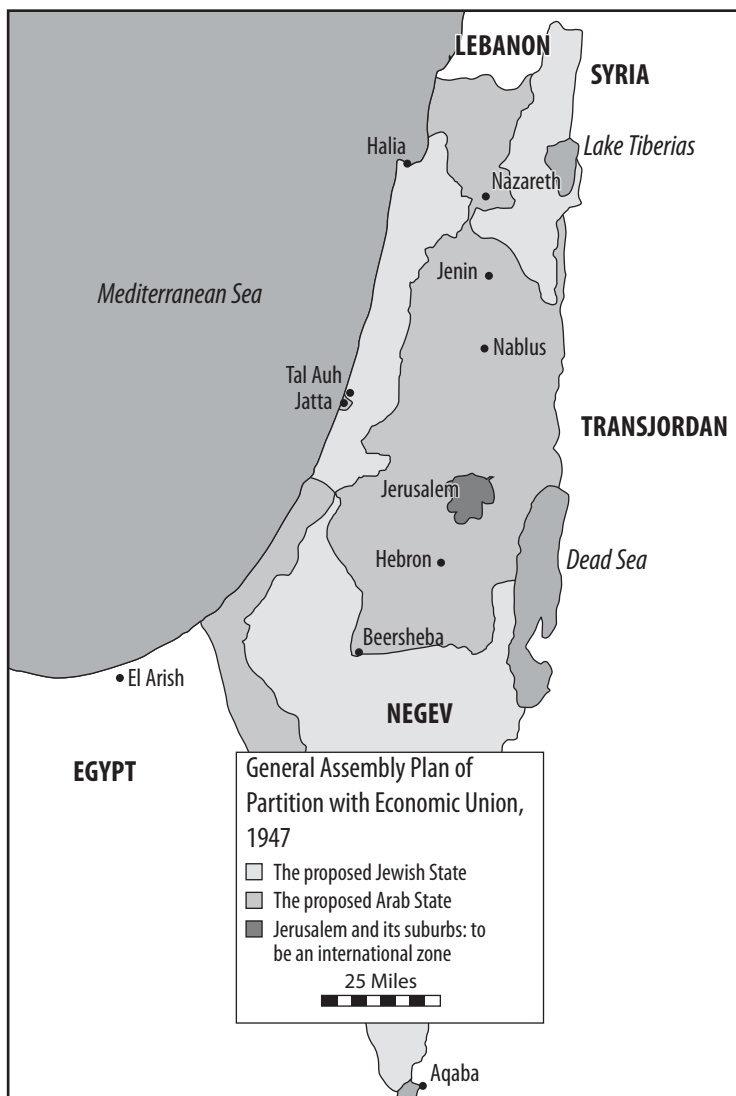 LEBANON
SYRIA
Halia
Lake Tiberias
Nazareth
Jenin
Mediterranean Sea
Nablus
Tal Auh
Jatta
TRANSJORDAN
Jerusalem
Hebron
Dead Sea
Beersheba
El Arish
NEGEV
EGYPT
General Assembly Plan of
Partition with Economic Union,
1947
The proposed Jewish State
The proposed Arab State
Jerusalem and its suburbs: to
be an international zone
25 Miles
Aqaba